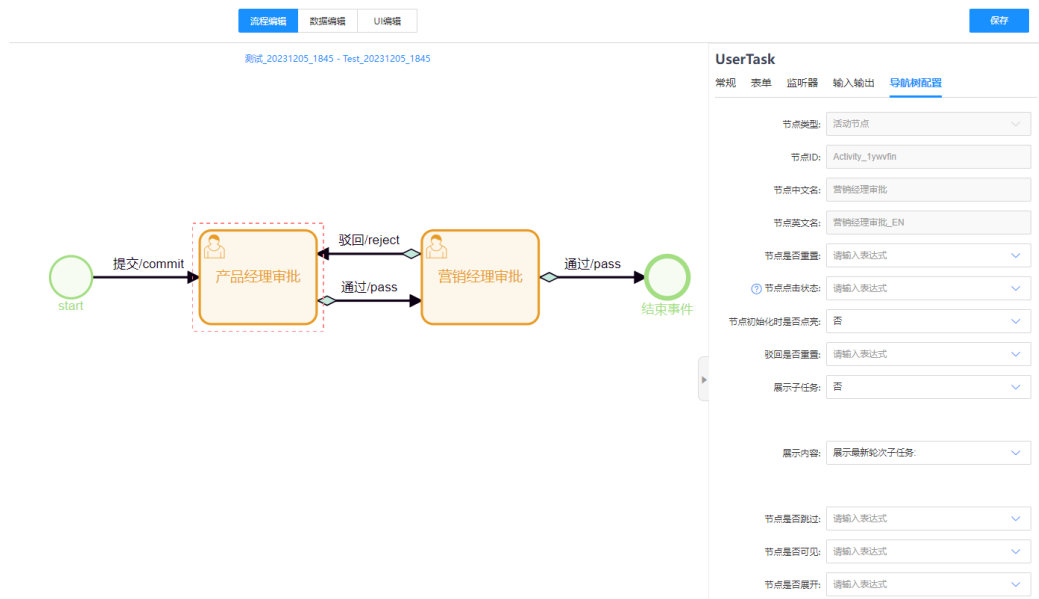 流程编辑 数据编辑 UI编辑 保存
测试_20231205_1845 - Test_20231205_1845
start
提交/commit
产品经理审批
驳回/reject
通过/pass
营销经理审批
通过/pass
结束事件
UserTask
常规 表单 监听器 输入输出 导航树配置
节点类型: 活动节点
节点ID: Activity_1ywvfin
节点中文名: 营销经理审批
节点英文名: 营销经理审批_EN
节点是否重置: 请输入表达式
节点点击状态: 请输入表达式
节点初始化时是否点亮: 否
驳回是否重置: 请输入表达式
展示子任务: 否
展示内容: 展示最新轮次子任务:
节点是否跳过: 请输入表达式
节点是否可见: 请输入表达式
节点是否展开: 请输入表达式